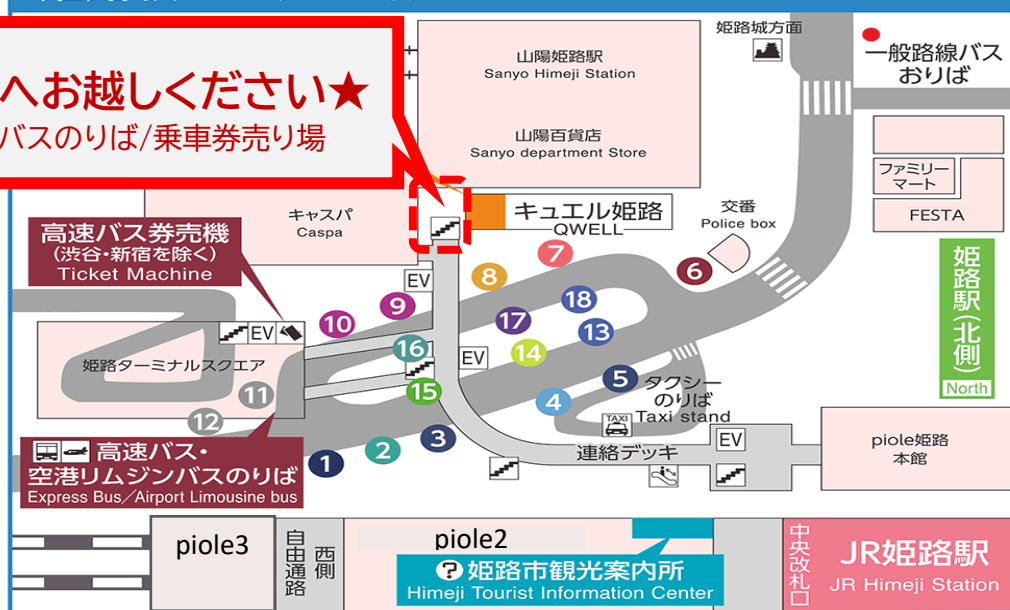 へお越しください★
バスのりば/乗車券売り場
山陽姫路駅
Sanyo Himeji Station
山陽百貨店
Sanyo department Store
姫路城方面
一般路線バス
おりば
ファミリー
マート
FESTA
キャスパ
Caspa
キュエル姫路
QWELL
交番
Police box
高速バス券売機
(渋谷・新宿を除く)
Ticket Machine
EV
EV
EV
姫路ターミナルスクエア
10
9
8
7
6
18
17
13
16
14
15
5
4
11
12
1
2
3
姫路駅(北側)
North
タクシー
のりば
Taxi stand
TAXI
高速バス・
空港リムジンバスのりば
Express Bus/Airport Limousine bus
連絡デッキ
EV
piole姫路
本館
piole3
西側
自由通路
piole2
? 姫路市観光案内所
Himeji Tourist Information Center
中央改札口
JR姫路駅
JR Himeji Station